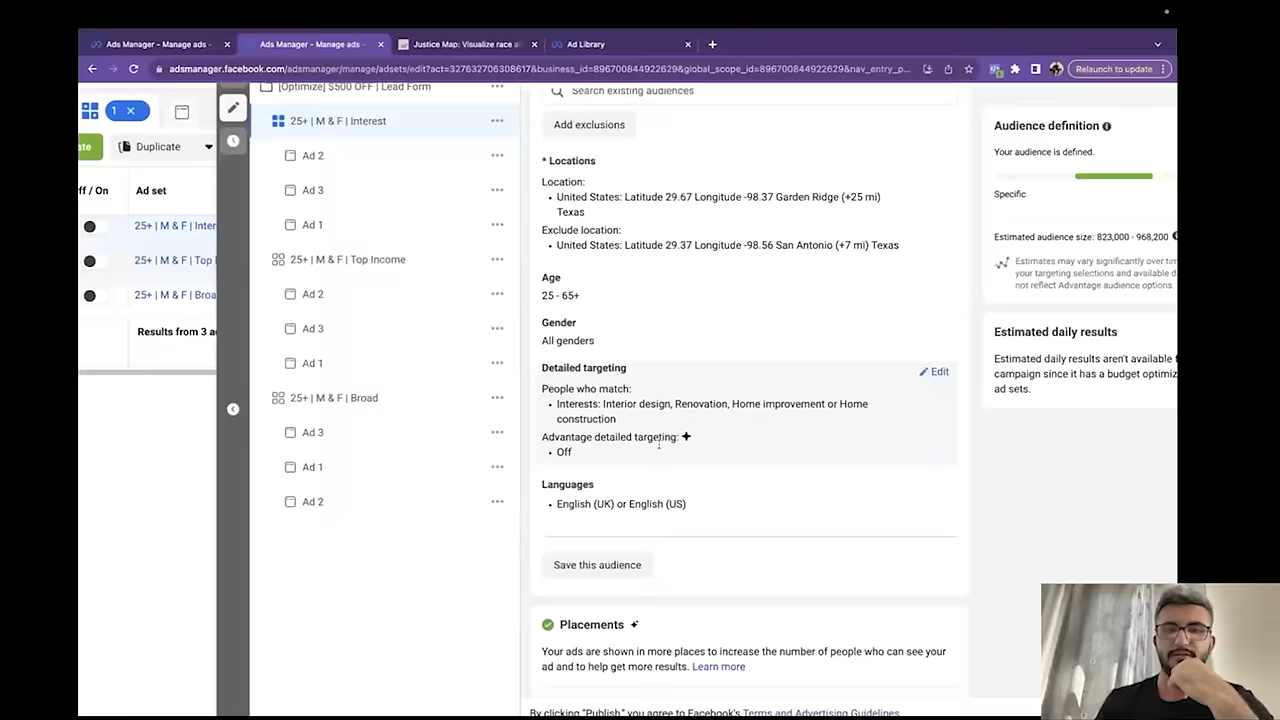 Ads Manager - Manage ads -
Ads Manager - Manage ads -
Justice Map: Visualize race a
Ad Library
adsmanager.facebook.com/adsmanager/manage/adsets/edit?act=327632706308617&business_id=896700844922629&global_scope_id=896700844922629&nav_entry_p...
Relaunch to update
1
ate
Duplicate
ff / On
Ad set
25+ | M & F | Inter
25+ | M & F | Top I
25+ | M & F | Broa
Results from 3 a
[Optimize] $500 OFF | Lead Form
25+ | M & F | Interest
Ad 2
Ad 3
Ad 1
25+ | M & F | Top Income
Ad 2
Ad 3
Ad 1
25+ | M & F | Broad
Ad 3
Ad 1
Ad 2
Search existing audiences
Add exclusions
* Locations
Location:
• United States: Latitude 29.67 Longitude -98.37 Garden Ridge (+25 mi)
Texas
Exclude location:
• United States: Latitude 29.37 Longitude -98.56 San Antonio (+7 mi) Texas
Age
25 - 65+
Gender
All genders
Detailed targeting
Edit
People who match:
• Interests: Interior design, Renovation, Home improvement or Home
construction
Advantage detailed targeting:
• Off
Languages
• English (UK) or English (US)
Save this audience
Placements
Your ads are shown in more places to increase the number of people who can see your
ad and to help get more results. Learn more
By clicking "Publish," you agree to Facebook's Terms and Advertising Guidelines
Audience definition
Your audience is defined.
Specific
Estimated audience size: 823,000 - 968,200
Estimates may vary significantly over tim
your targeting selections and available d
not reflect Advantage audience options.
Estimated daily results
Estimated daily results aren't available f
campaign since it has a budget optimiz
ad sets.